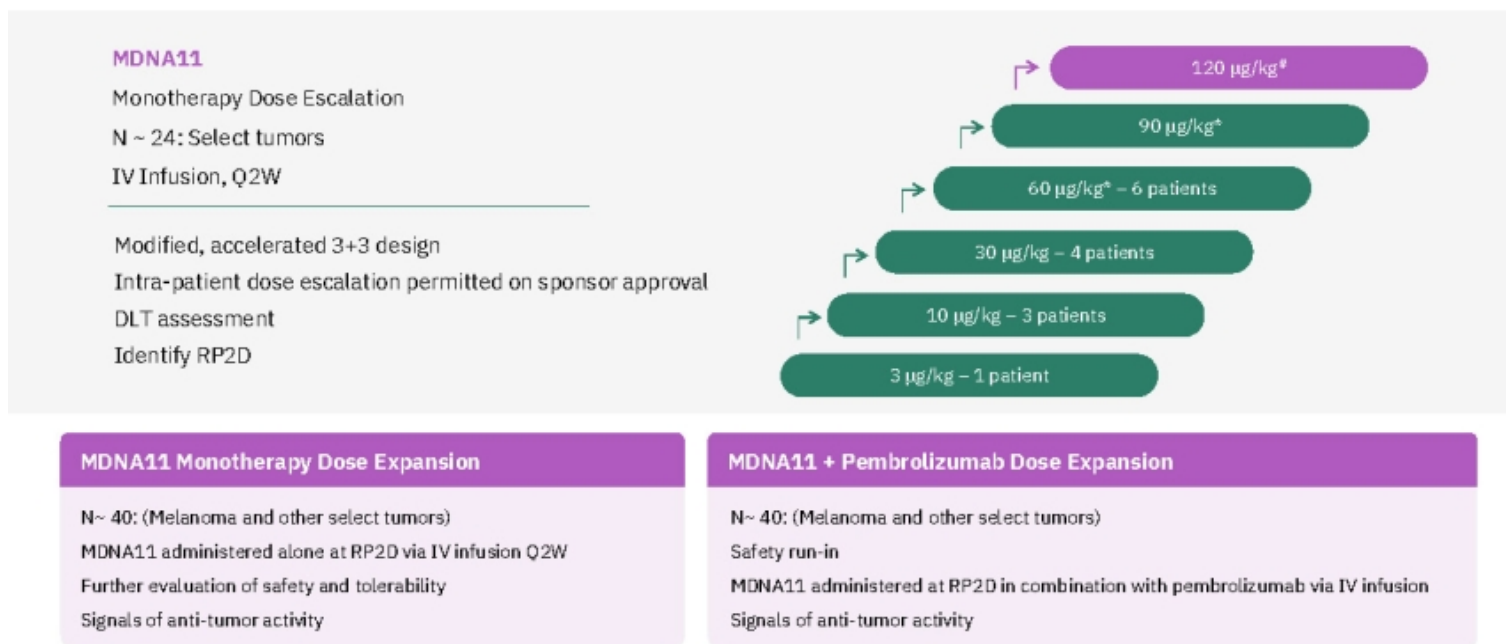 MDNA11
Monotherapy Dose Escalation
N ~ 24: Select tumors
IV Infusion, Q2W
Modified, accelerated 3+3 design
Intra-patient dose escalation permitted on sponsor approval
DLT assessment
Identify RP2D
120 µg/kg#
90 µg/kg*
60 µg/kg* – 6 patients
30 µg/kg – 4 patients
10 µg/kg – 3 patients
3 µg/kg – 1 patient
MDNA11 Monotherapy Dose Expansion
N~ 40: (Melanoma and other select tumors)
MDNA11 administered alone at RP2D via IV infusion Q2W
Further evaluation of safety and tolerability
Signals of anti-tumor activity
MDNA11 + Pembrolizumab Dose Expansion
N~ 40: (Melanoma and other select tumors)
Safety run-in
MDNA11 administered at RP2D in combination with pembrolizumab via IV infusion
Signals of anti-tumor activity